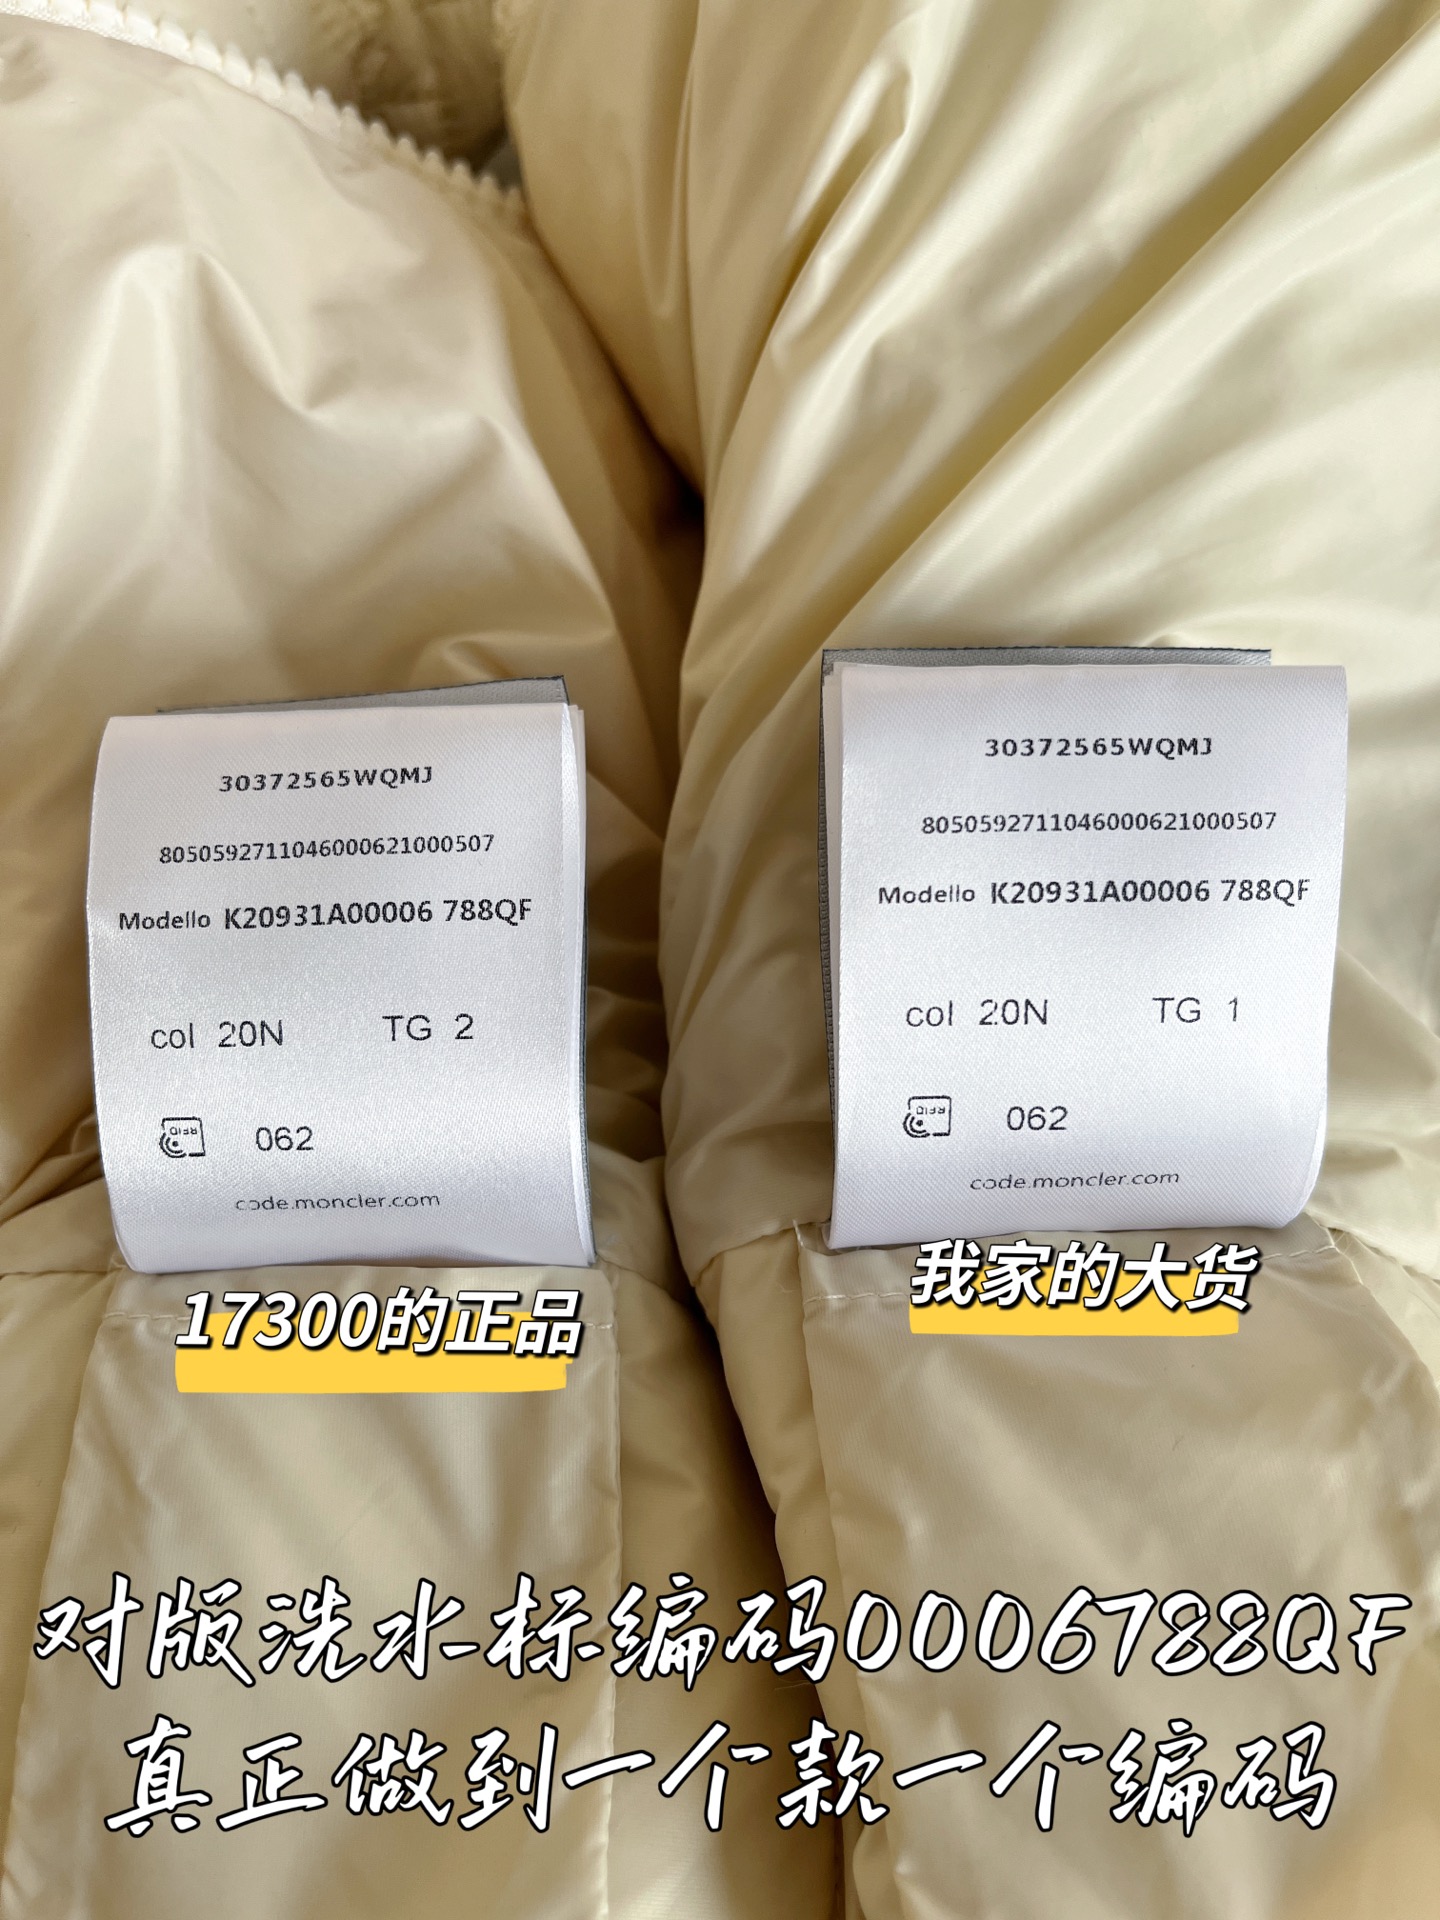 30372565WQMJ
8050592711046000621000507
Modello K20931A00006 788QF
col 20N TG 2
RFID
062
code.moncler.com
30372565WQMJ
8050592711046000621000507
Modello K20931A00006 788QF
col 20N TG 1
RFID
062
code.moncler.com
17300的正品
我家的大货
对版洗水标编码0006788QF
真正做到一个款一个编码